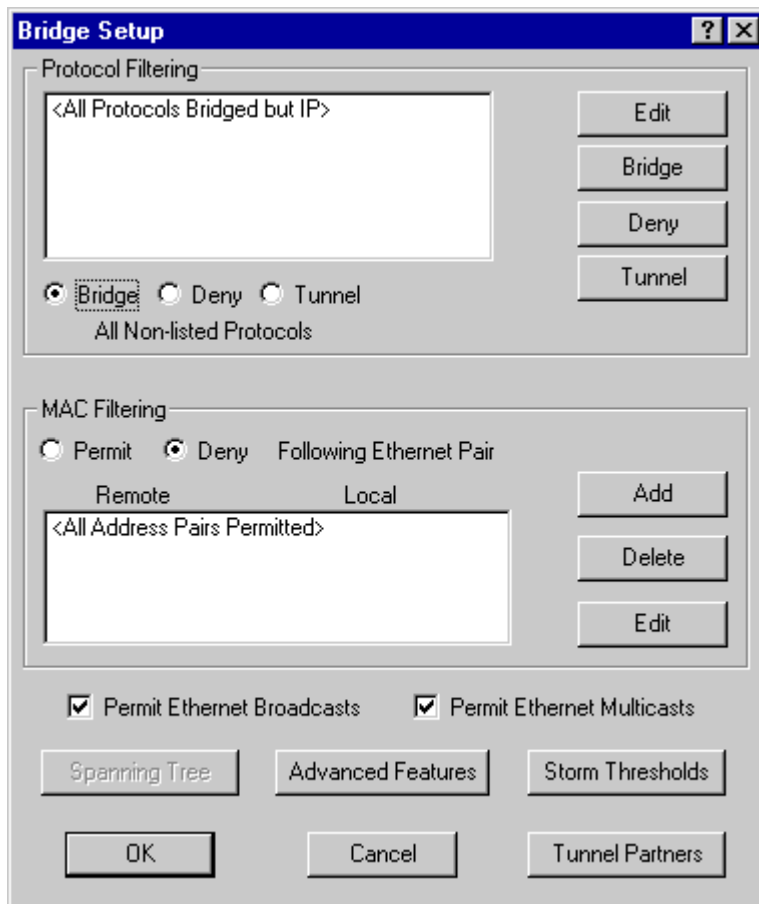 Bridge Setup
Protocol Filtering
<All Protocols Bridged but IP>
Edit
Bridge
Deny
Tunnel
Bridge Deny Tunnel
All Non-listed Protocols
MAC Filtering
Permit Deny Following Ethernet Pair
Remote Local
<All Address Pairs Permitted>
Add
Delete
Edit
Permit Ethernet Broadcasts Permit Ethernet Multicasts
Spanning Tree Advanced Features Storm Thresholds
OK Cancel Tunnel Partners